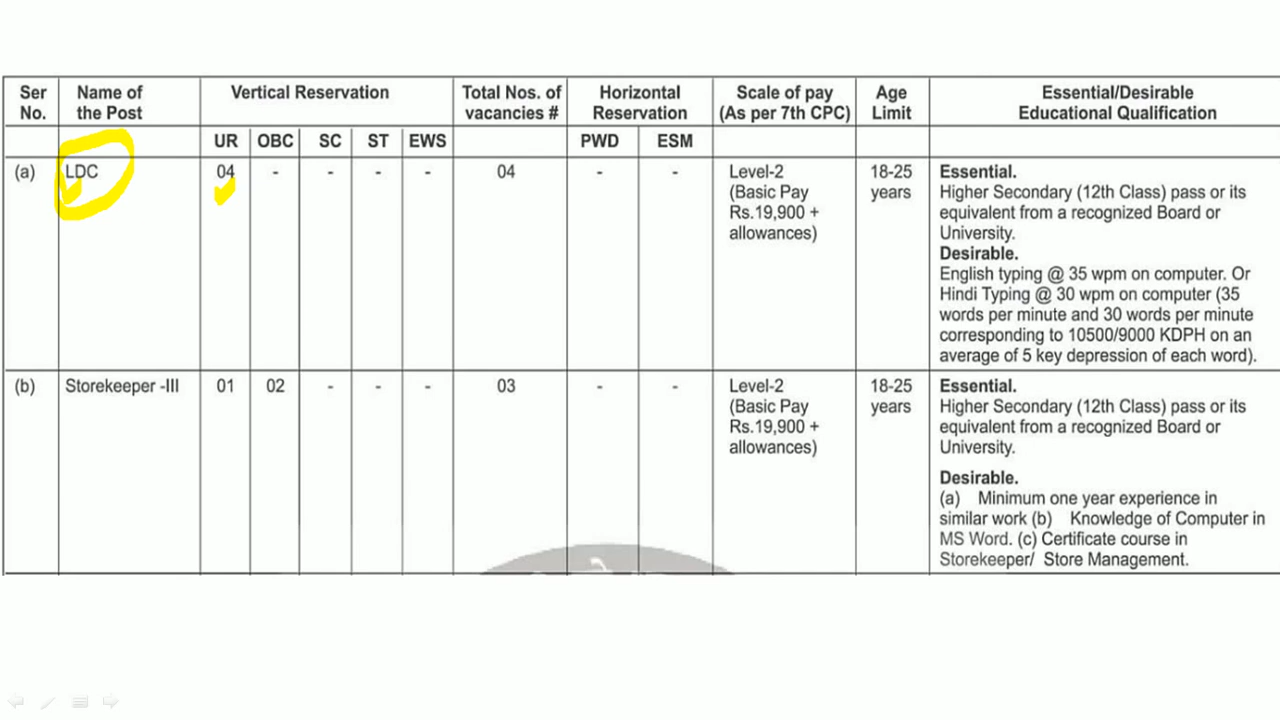 Ser No. | Name of the Post | Vertical Reservation | Total Nos. of vacancies # | Horizontal Reservation | Scale of pay (As per 7th CPC) | Age Limit | Essential/Desirable Educational Qualification
UR | OBC | SC | ST | EWS | PWD | ESM
(a) | LDC | 04 | - | - | - | - | 04 | - | - | Level-2 | 18-25 | Essential.
(Basic Pay | years | Higher Secondary (12th Class) pass or its
Rs.19,900 + | equivalent from a recognized Board or
allowances) | University.
Desirable.
English typing @ 35 wpm on computer. Or
Hindi Typing @ 30 wpm on computer (35
words per minute and 30 words per minute
corresponding to 10500/9000 KDPH on an
average of 5 key depression of each word).
(b) | Storekeeper -III | 01 | 02 | - | - | - | 03 | - | - | Level-2 | 18-25 | Essential.
(Basic Pay | years | Higher Secondary (12th Class) pass or its
Rs.19,900 + | equivalent from a recognized Board or
allowances) | University.
Desirable.
(a) Minimum one year experience in
similar work (b) Knowledge of Computer in
MS Word. (c) Certificate course in
Storekeeper/ Store Management.